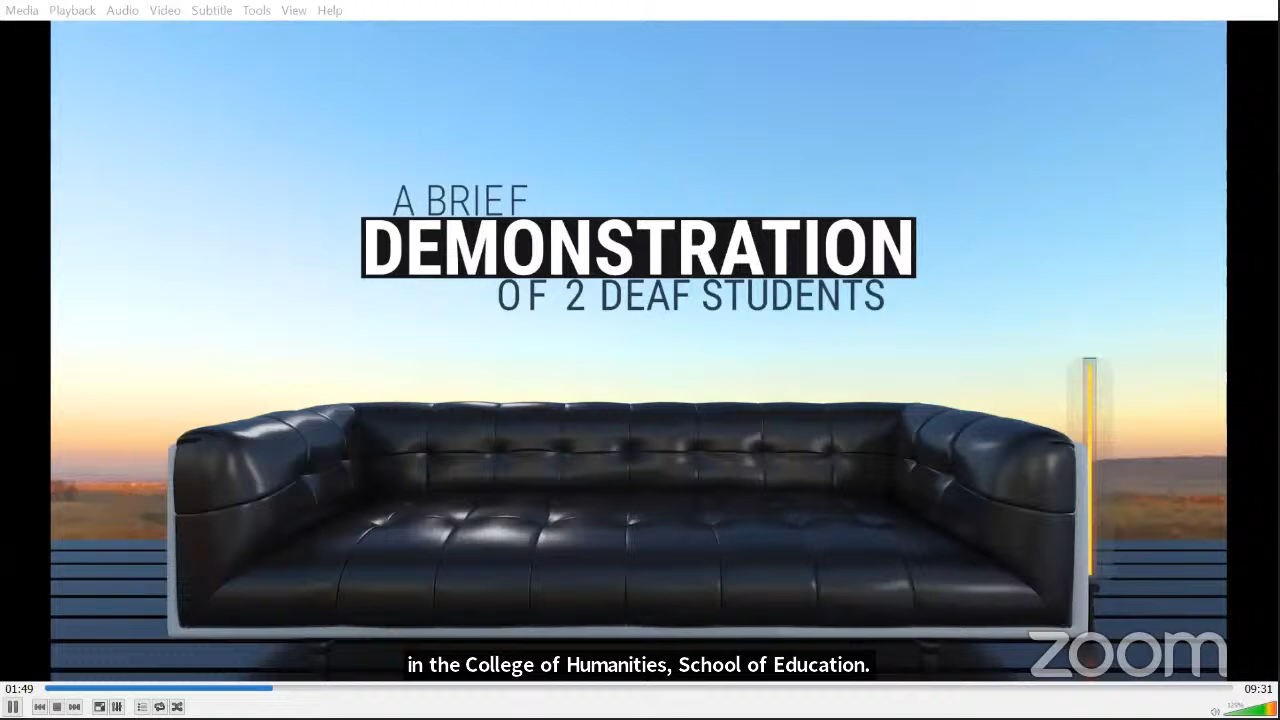 Media Playback Audio Video Subtitle Tools View Help
A BRIEF
DEMONSTRATION
OF 2 DEAF STUDENTS
zoom
in the College of Humanities, School of Education.
01:49
09:31
120%